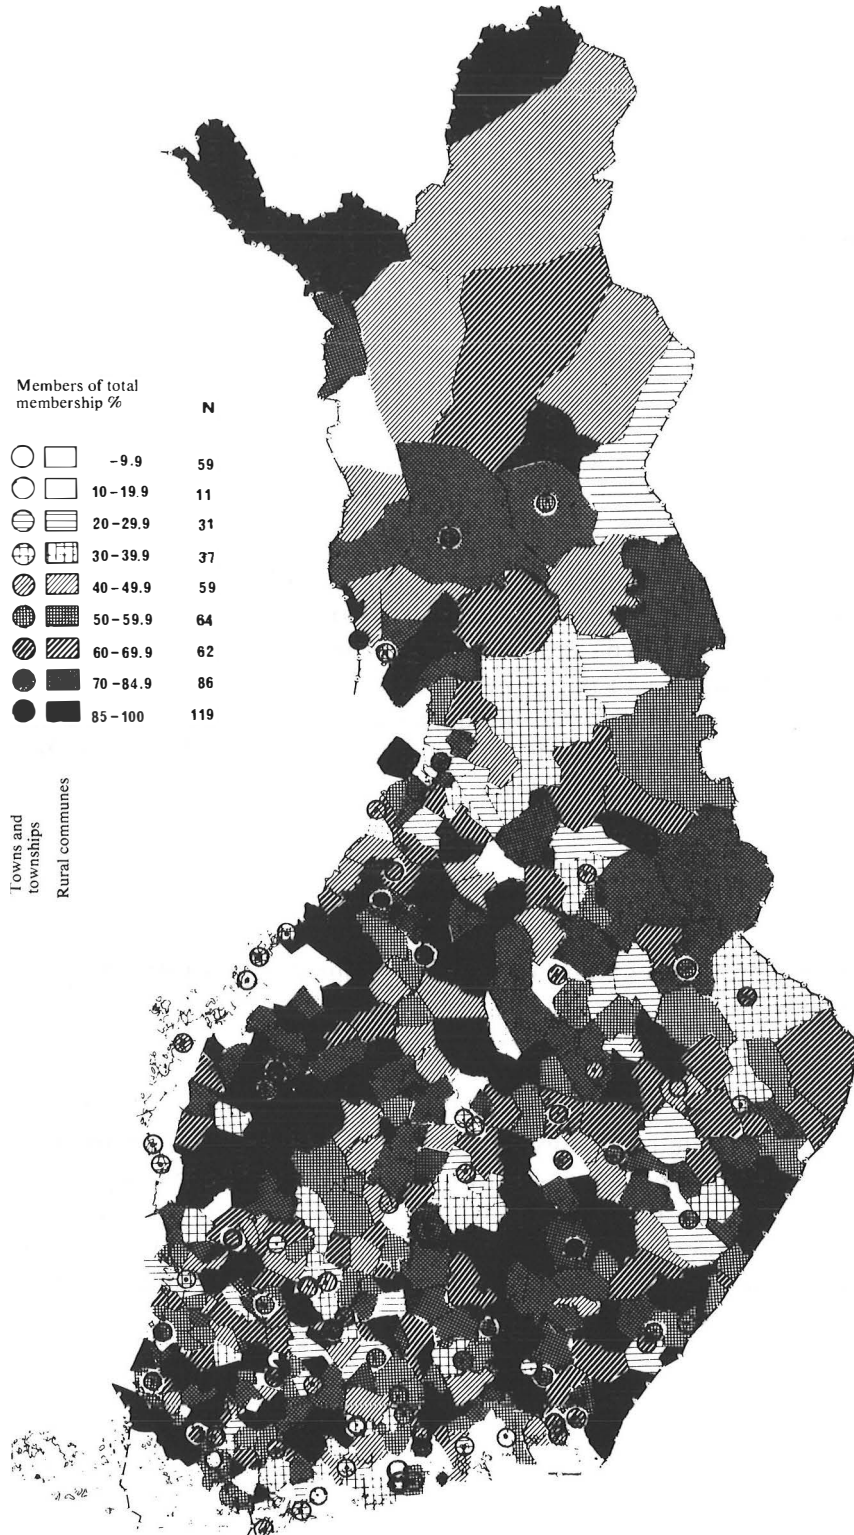 Members of total
membership % N
-9.9 59
10-19.9 11
20-29.9 31
30-39.9 37
40-49.9 59
50-59.9 64
60-69.9 62
70-84.9 86
85-100 119
Towns and
townships
Rural communes